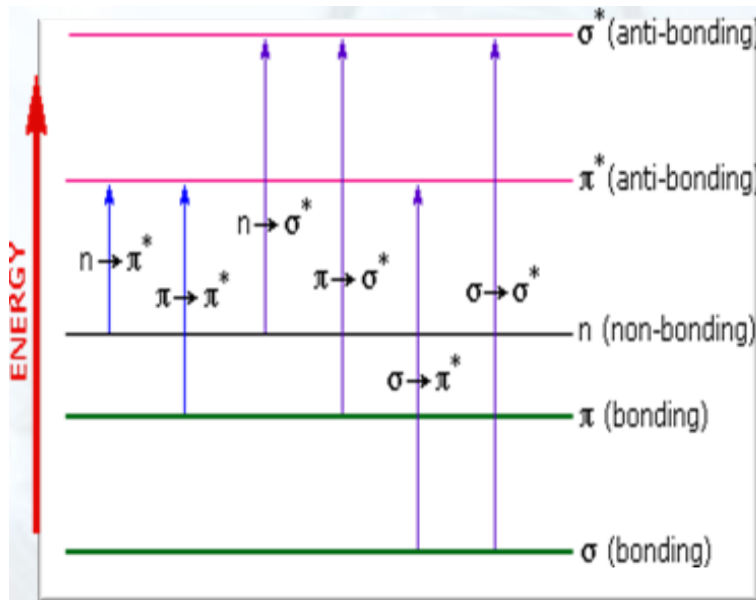 σ* (anti-bonding)
π* (anti-bonding)
n→σ*
n→π*
π→σ*
π→π*
σ→σ*
n (non-bonding)
σ→π*
π (bonding)
σ (bonding)
ENERGY